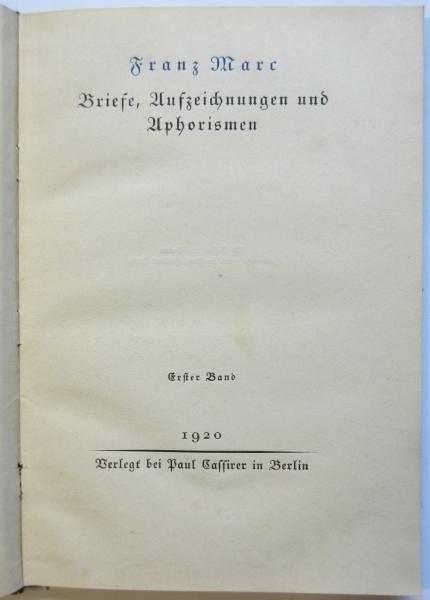 Franz Marc
Briefe, Aufzeichnungen und
Aphorismen
Erster Band
1920
Verlegt bei Paul Cassirer in Berlin